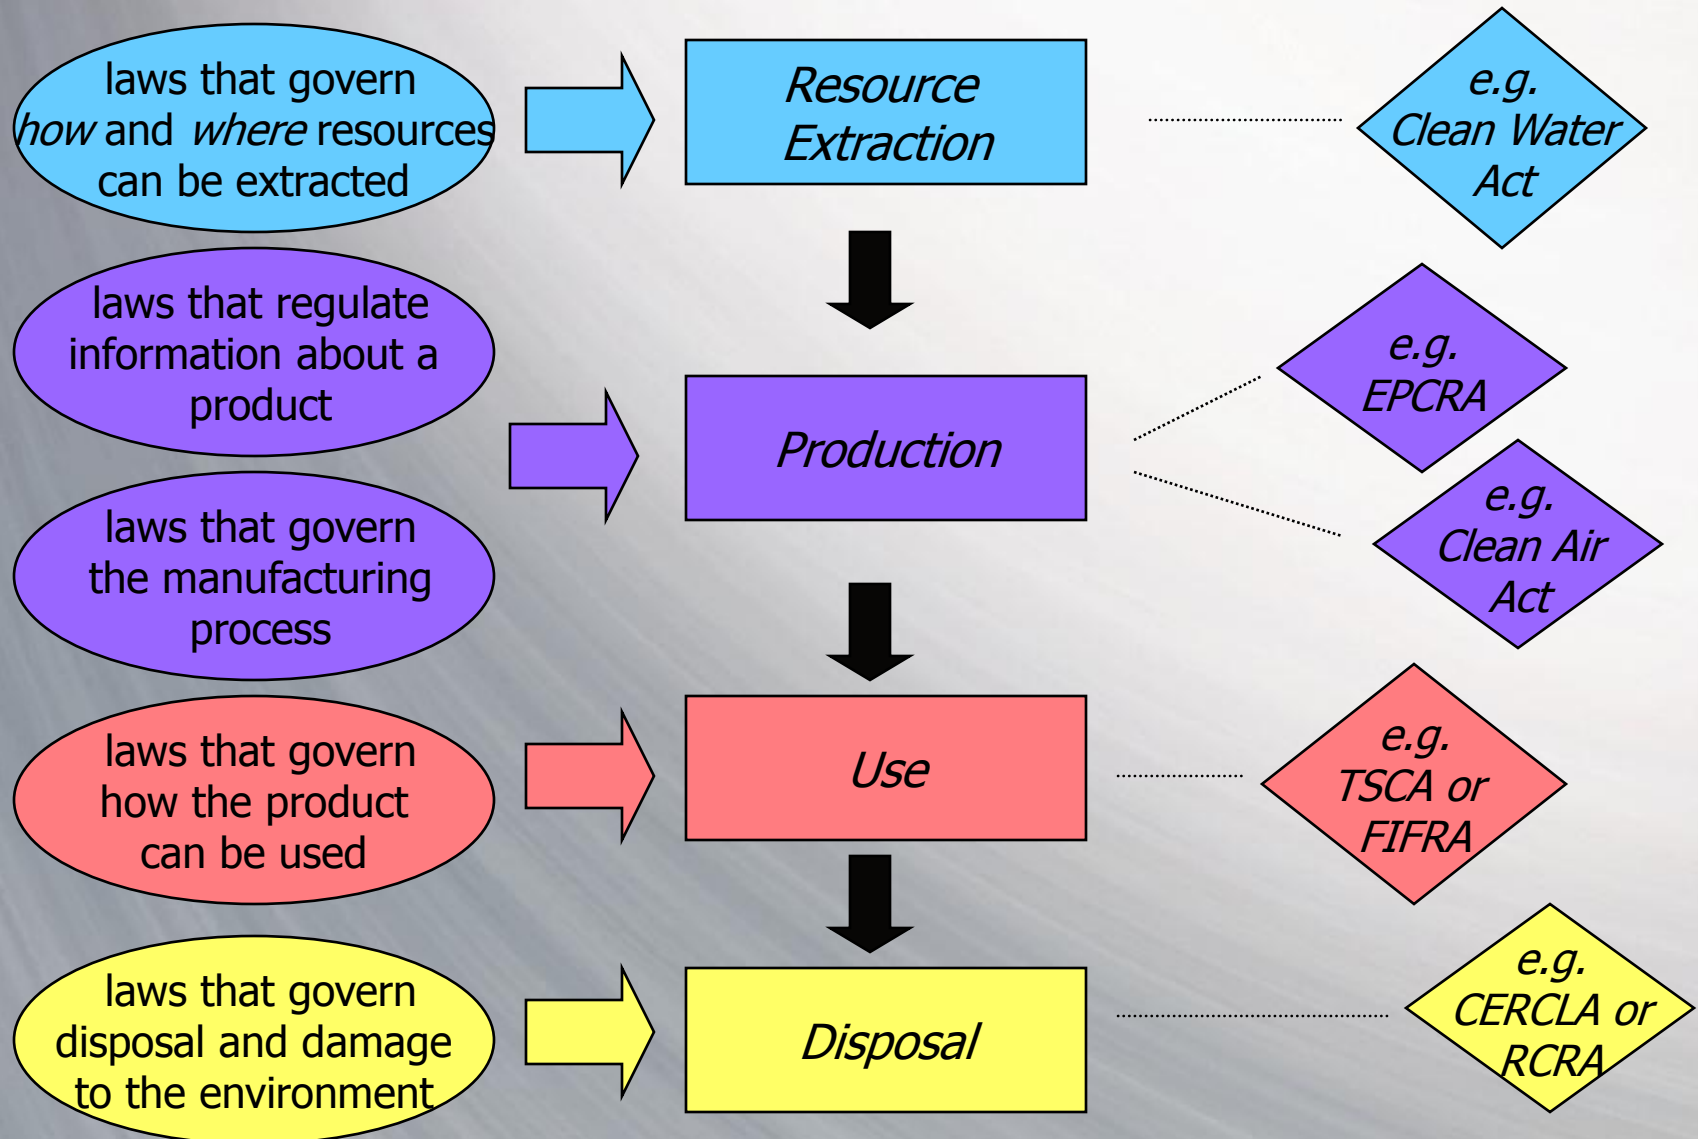 laws that govern
how and where resources
can be extracted
Resource
Extraction
e.g.
Clean Water
Act
laws that regulate
information about a
product
laws that govern
the manufacturing
process
Production
e.g.
EPCRA
e.g.
Clean Air
Act
laws that govern
how the product
can be used
Use
e.g.
TSCA or
FIFRA
laws that govern
disposal and damage
to the environment
Disposal
e.g.
CERCLA or
RCRA